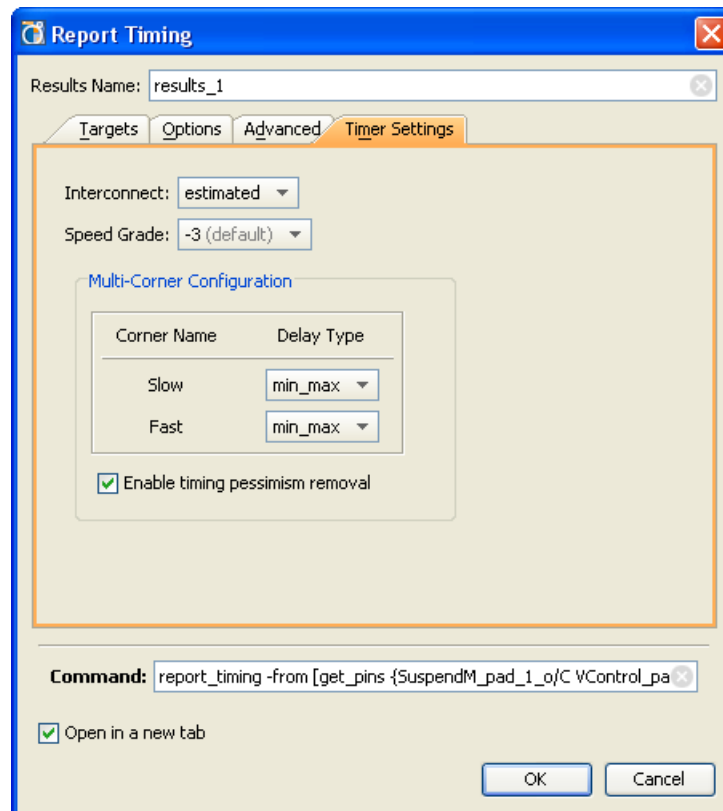 Report Timing
Results Name: results_1
Targets Options Advanced Timer Settings
Interconnect: estimated
Speed Grade: -3 (default)
Multi-Corner Configuration
Corner Name Delay Type
Slow min_max
Fast min_max
Enable timing pessimism removal
Command: report_timing -from [get_pins {SuspendM_pad_1_o/C VControl_pa
Open in a new tab
OK Cancel